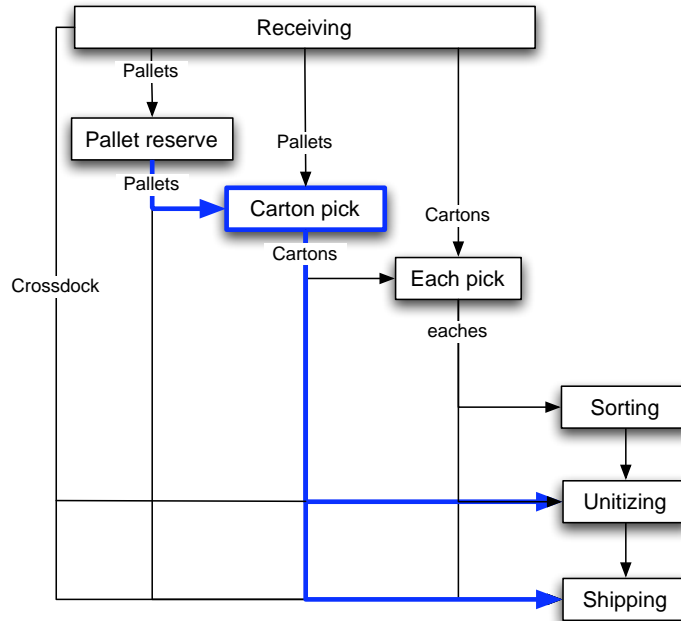 Receiving
Pallets
Pallet reserve
Pallets
Pallets
Carton pick
Cartons
Cartons
Each pick
Crossdock
eaches
Sorting
Unitizing
Shipping